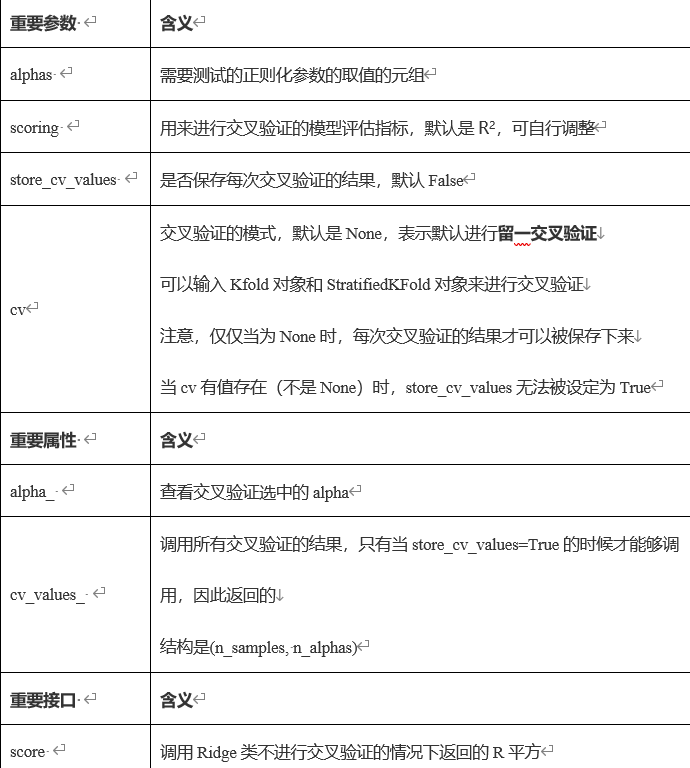 重要参数 含义
alphas 需要测试的正则化参数的取值的元组
scoring 用来进行交叉验证的模型评估指标，默认是 R²，可自行调整
store_cv_values 是否保存每次交叉验证的结果，默认 False
交叉验证的模式，默认是 None，表示默认进行留一交叉验证
可以输入 Kfold 对象和 StratifiedKFold 对象来进行交叉验证
cv
注意，仅仅当为 None 时，每次交叉验证的结果才可以被保存下来
当 cv 有值存在（不是 None）时，store_cv_values 无法被设定为 True
重要属性 含义
alpha_ 查看交叉验证选中的 alpha
调用所有交叉验证的结果，只有当 store_cv_values=True 的时候才能够调
cv_values_ 用，因此返回的
结构是(n_samples, n_alphas)
重要接口 含义
score 调用 Ridge 类不进行交叉验证的情况下返回的 R 平方